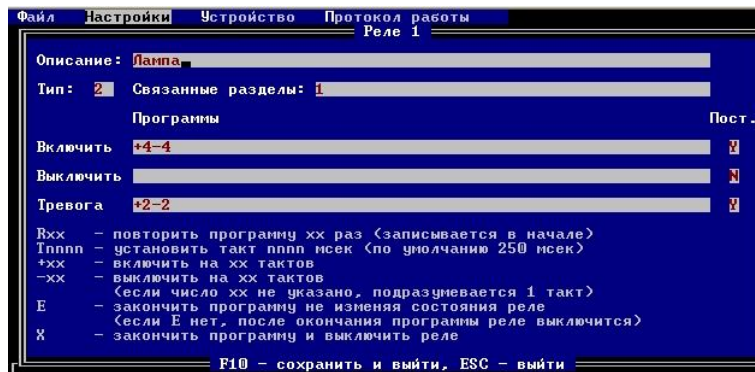 Файл Настройки Устройство Протокол работы
Реле 1
Описание: Лампа
Тип: 2 Связанные разделы: 1
Программы Пост.
Включить +4-4 Y
Выключить N
Тревога +2-2 Y
Rxx – повторить программу xx раз (записывается в начале)
Tnnnn – установить такт nnnn мсек (по умолчанию 250 мсек)
+xx – включить на xx тактов
-xx – выключить на xx тактов
(если число xx не указано, подразумевается 1 такт)
E – закончить программу не изменяя состояния реле
(если E нет, после окончания программы реле выключится)
X – закончить программу и выключить реле
F10 – сохранить и выйти, ESC – выйти